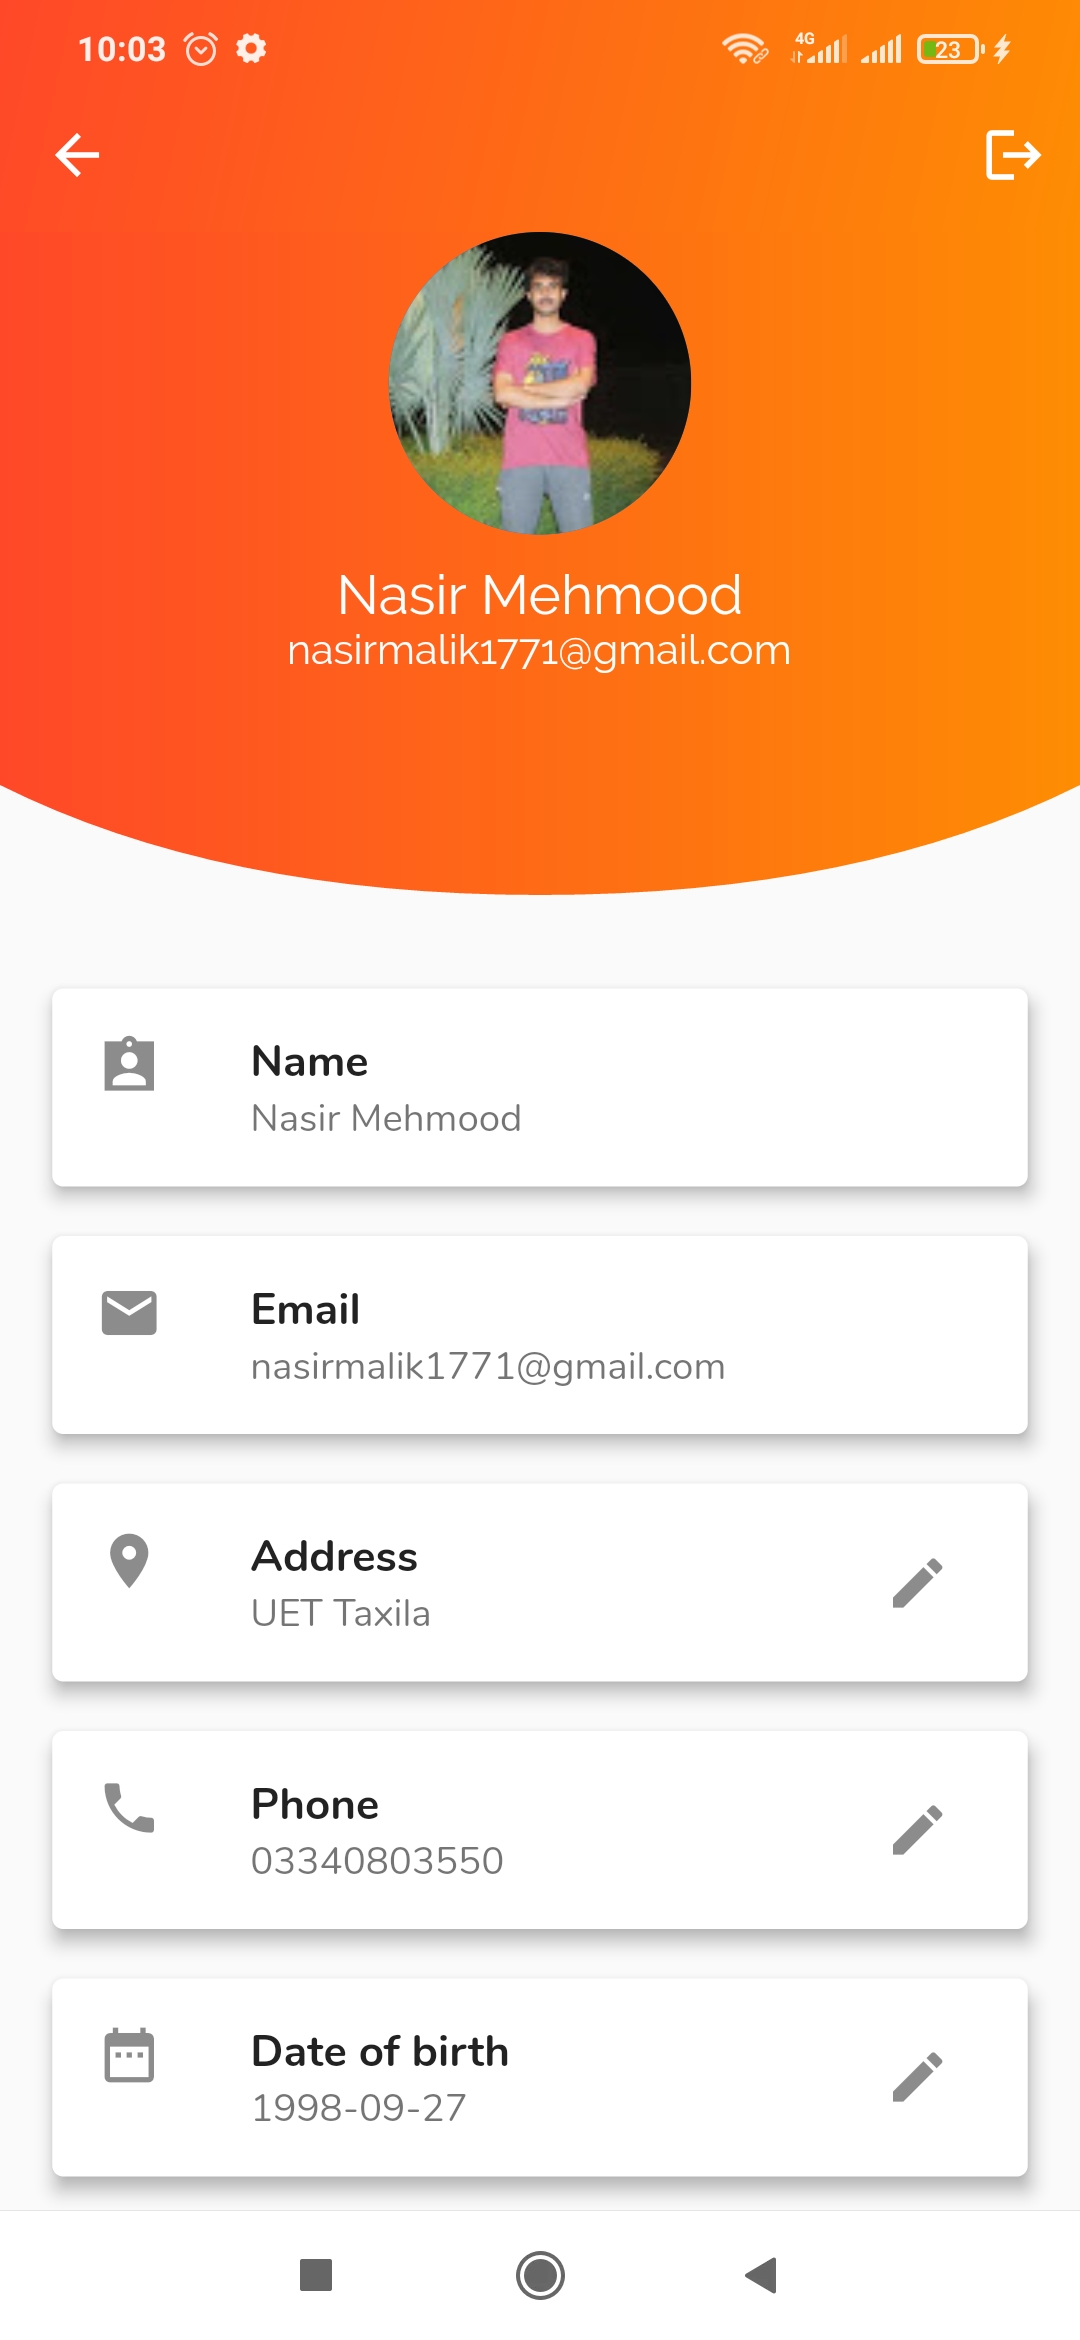 10:03
4G
23
Nasir Mehmood
nasirmalik1771@gmail.com
Name
Nasir Mehmood
Email
nasirmalik1771@gmail.com
Address
UET Taxila
Phone
03340803550
Date of birth
1998-09-27